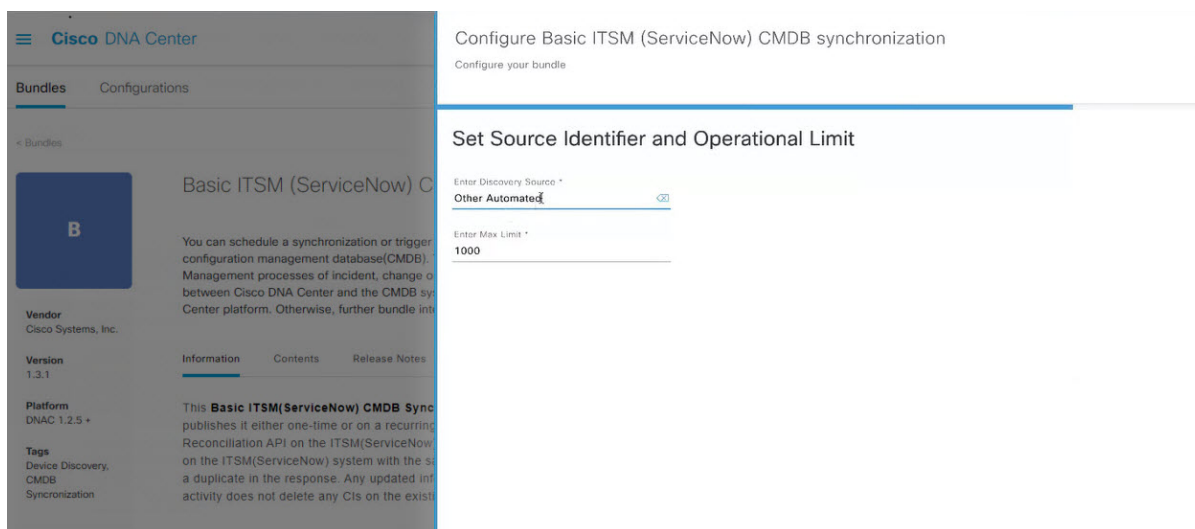 Cisco DNA Center
Bundles Configurations
< Bundles
B
Vendor
Cisco Systems, Inc.
Version
1.3.1
Platform
DNAC 1.2.5 +
Tags
Device Discovery,
CMDB
Syncronization
Basic ITSM (ServiceNow) C
You can schedule a synchronization or trigger
configuration management database(CMDB).
Management processes of incident, change o
between Cisco DNA Center and the CMDB sy
Center platform. Otherwise, further bundle int
Information Contents Release Notes
This Basic ITSM(ServiceNow) CMDB Sync
publishes it either one-time or on a recurring
Reconciliation API on the ITSM(ServiceNow
on the ITSM(ServiceNow) system with the sa
a duplicate in the response. Any updated inf
activity does not delete any CIs on the existi
Configure Basic ITSM (ServiceNow) CMDB synchronization
Configure your bundle
Set Source Identifier and Operational Limit
Enter Discovery Source *
Other Automated
Enter Max Limit *
1000